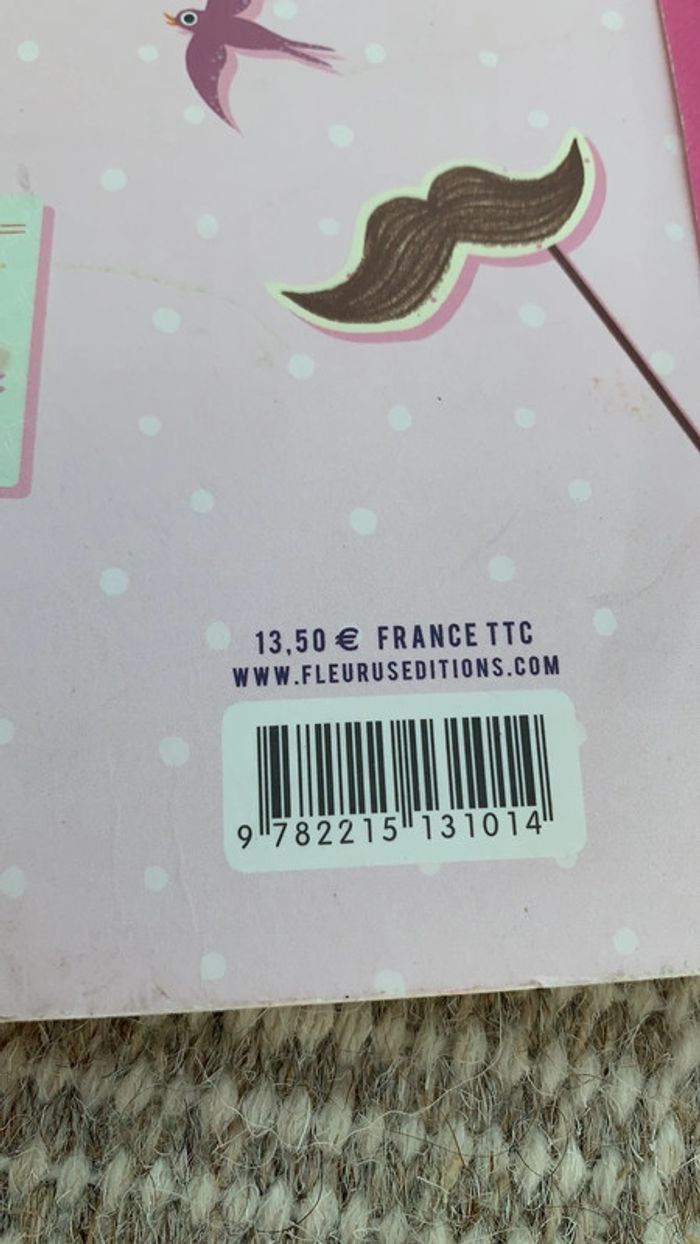 13,50 € FRANCE TTC
WWW.FLEURUSEDITIONS.COM
9 782215 131014